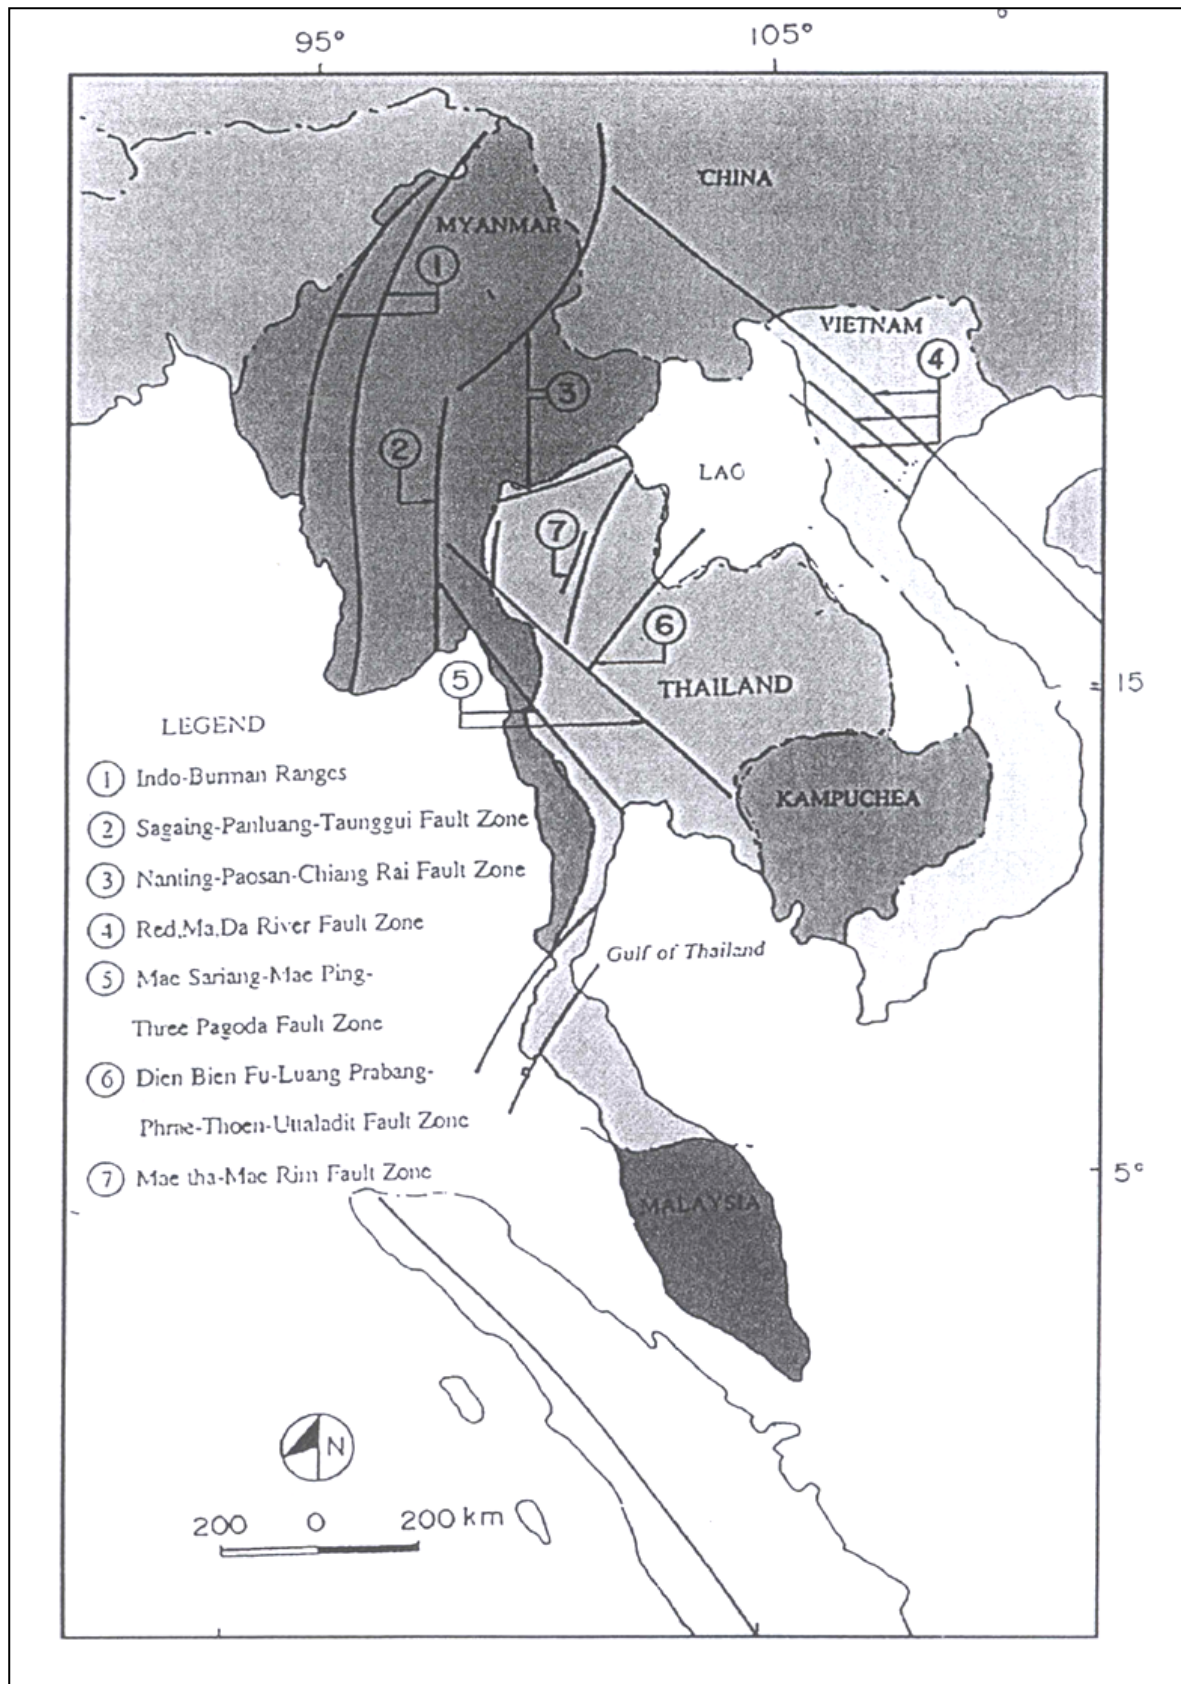 95° 105°
CHINA
MYANMAR
1
VIETNAM
4
3
2
LAO
7
6
5
THAILAND
15
LEGEND
1 Indo-Burman Ranges
KAMPUCHEA
2 Sagaing-Panluang-Taunggui Fault Zone
3 Nanting-Paosan-Chiang Rai Fault Zone
4 Red,Ma,Da River Fault Zone
Gulf of Thailand
5 Mae Sariang-Mae Ping-
Three Pagoda Fault Zone
6 Dien Bien Fu-Luang Prabang-
Phrae-Thoen-Uttaladit Fault Zone
7 Mae tha-Mae Rim Fault Zone
5°
MALAYSIA
N
200 0 200 km